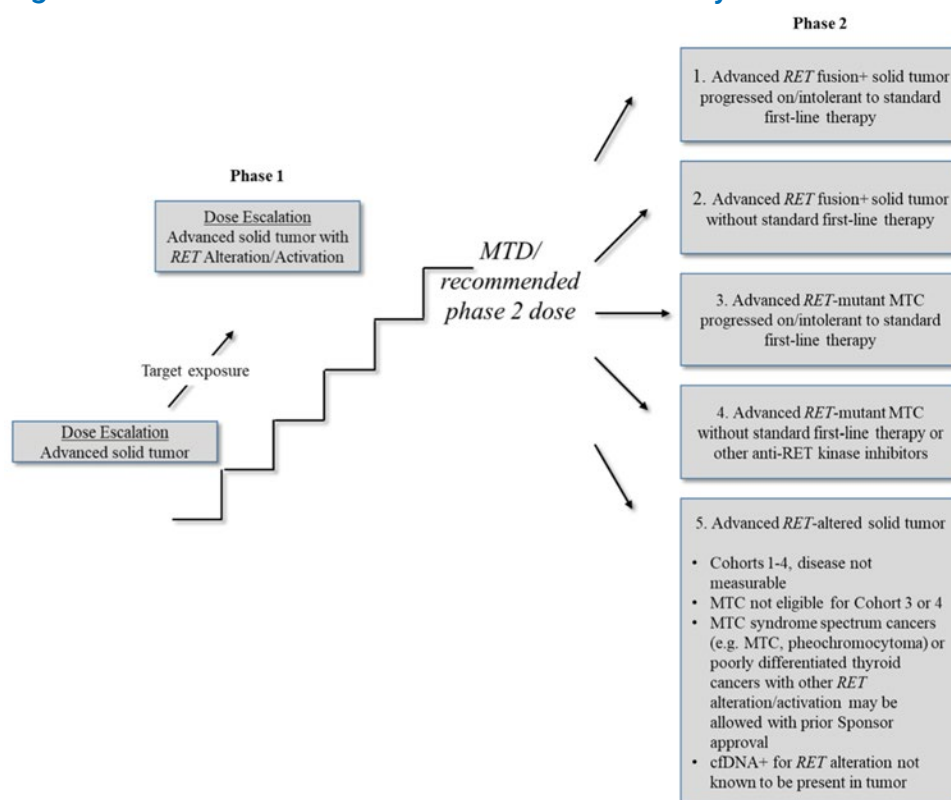 Phase 2
1. Advanced RET fusion+ solid tumor
progressed on/intolerant to standard
first-line therapy
Phase 1
Dose Escalation
Advanced solid tumor with
RET Alteration/Activation
2. Advanced RET fusion+ solid tumor
without standard first-line therapy
MTD/
recommended
phase 2 dose
3. Advanced RET-mutant MTC
progressed on/intolerant to standard
first-line therapy
Target exposure
Dose Escalation
Advanced solid tumor
4. Advanced RET-mutant MTC
without standard first-line therapy or
other anti-RET kinase inhibitors
5. Advanced RET-altered solid tumor
• Cohorts 1-4, disease not
measurable
• MTC not eligible for Cohort 3 or 4
• MTC syndrome spectrum cancers
(e.g. MTC, pheochromocytoma) or
poorly differentiated thyroid
cancers with other RET
alteration/activation may be
allowed with prior Sponsor
approval
• cfDNA+ for RET alteration not
known to be present in tumor